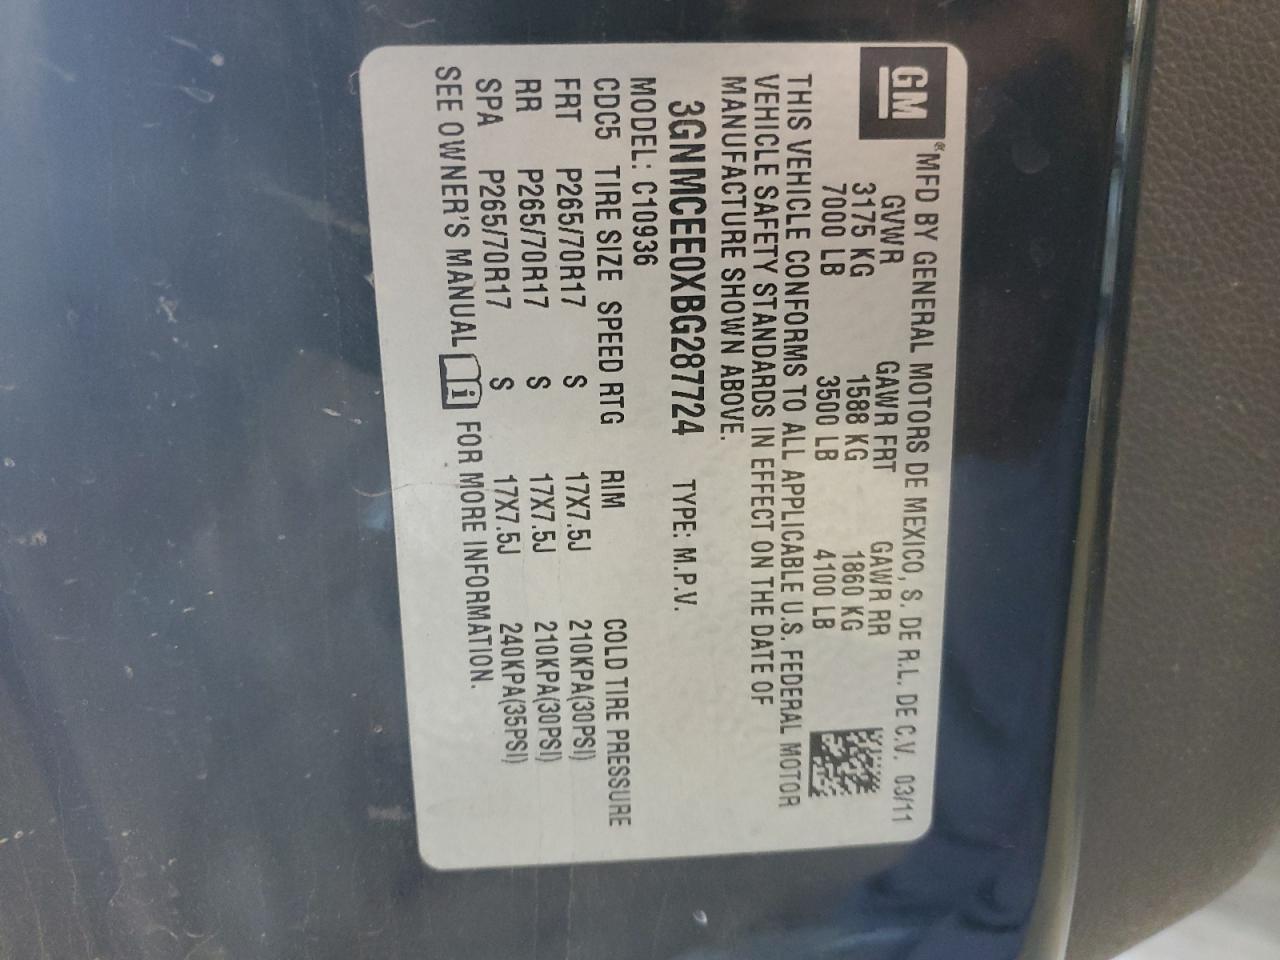 GM ® MFD BY GENERAL MOTORS DE MEXICO, S. DE R.L. DE C.V. 03/11
GVWR GAWR FRT GAWR RR
3175 KG 1588 KG 1860 KG
7000 LB 3500 LB 4100 LB
THIS VEHICLE CONFORMS TO ALL APPLICABLE U.S. FEDERAL MOTOR
VEHICLE SAFETY STANDARDS IN EFFECT ON THE DATE OF
MANUFACTURE SHOWN ABOVE.
3GNMCEE0XBG287724 TYPE: M.P.V.
MODEL: C10936
CDC5 TIRE SIZE SPEED RTG RIM COLD TIRE PRESSURE
FRT P265/70R17 S 17X7.5J 210KPA(30PSI)
RR P265/70R17 S 17X7.5J 210KPA(30PSI)
SPA P265/70R17 S 17X7.5J 240KPA(35PSI)
SEE OWNER'S MANUAL i FOR MORE INFORMATION.